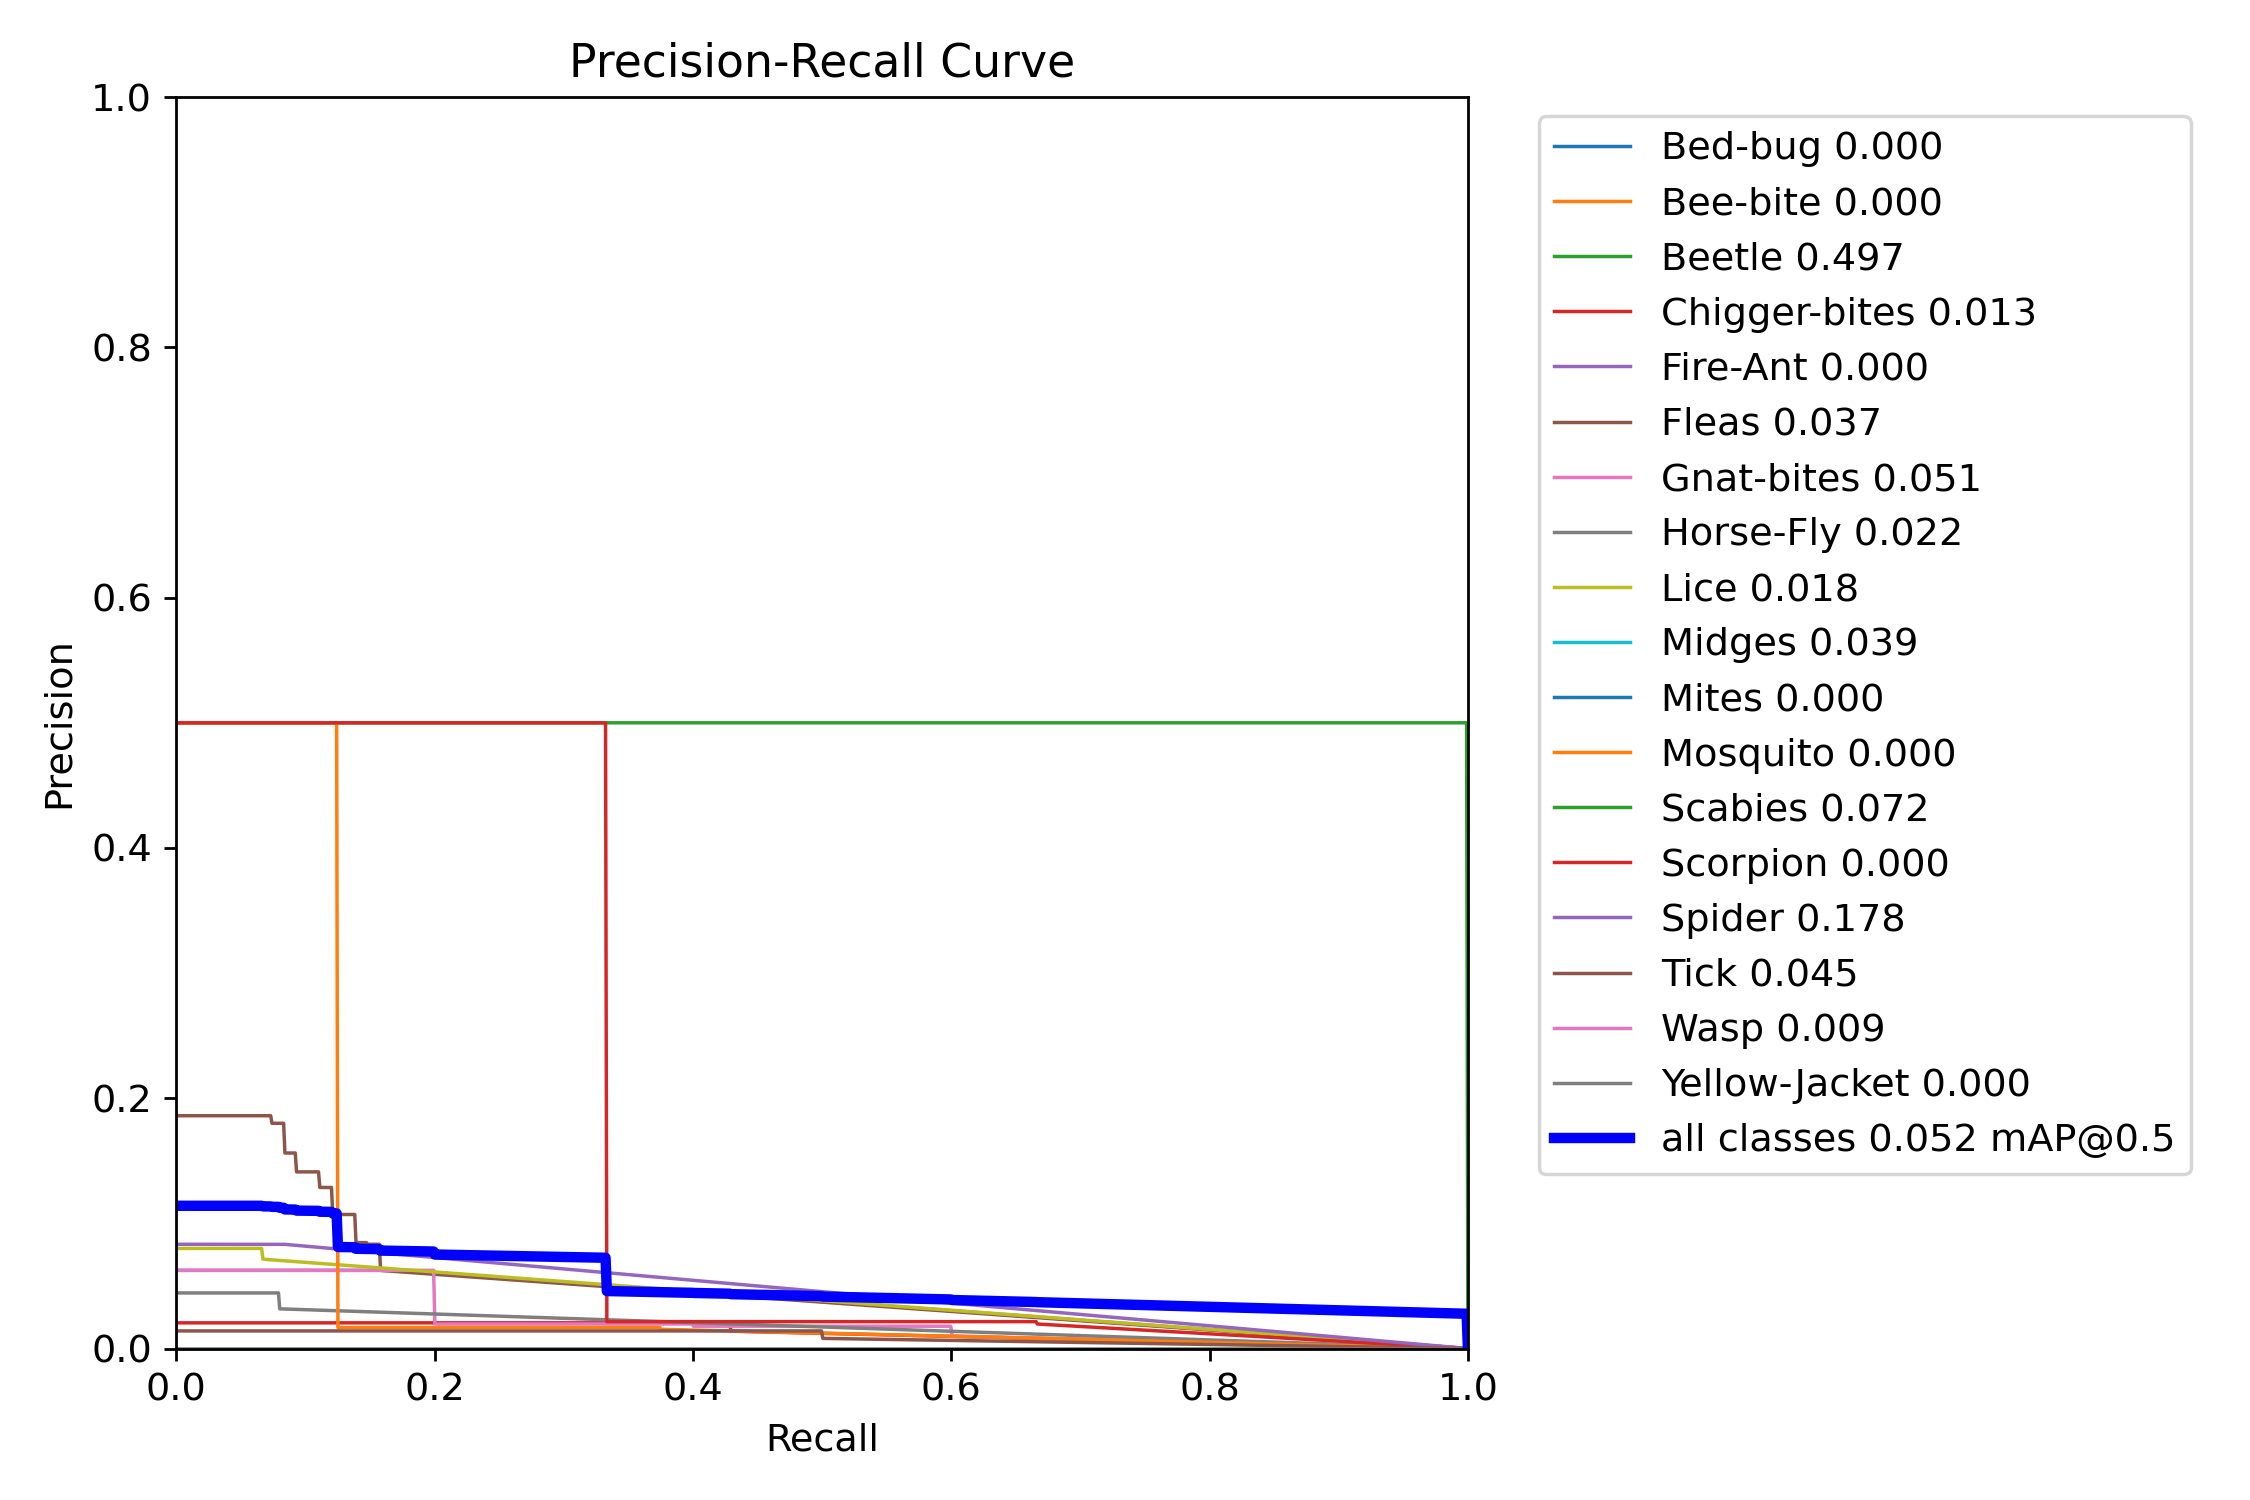 Precision-Recall Curve
1.0
0.8
0.6
0.4
0.2
0.0
Precision
0.0 0.2 0.4 0.6 0.8 1.0
Recall
Bed-bug 0.000
Bee-bite 0.000
Beetle 0.497
Chigger-bites 0.013
Fire-Ant 0.000
Fleas 0.037
Gnat-bites 0.051
Horse-Fly 0.022
Lice 0.018
Midges 0.039
Mites 0.000
Mosquito 0.000
Scabies 0.072
Scorpion 0.000
Spider 0.178
Tick 0.045
Wasp 0.009
Yellow-Jacket 0.000
all classes 0.052 mAP@0.5